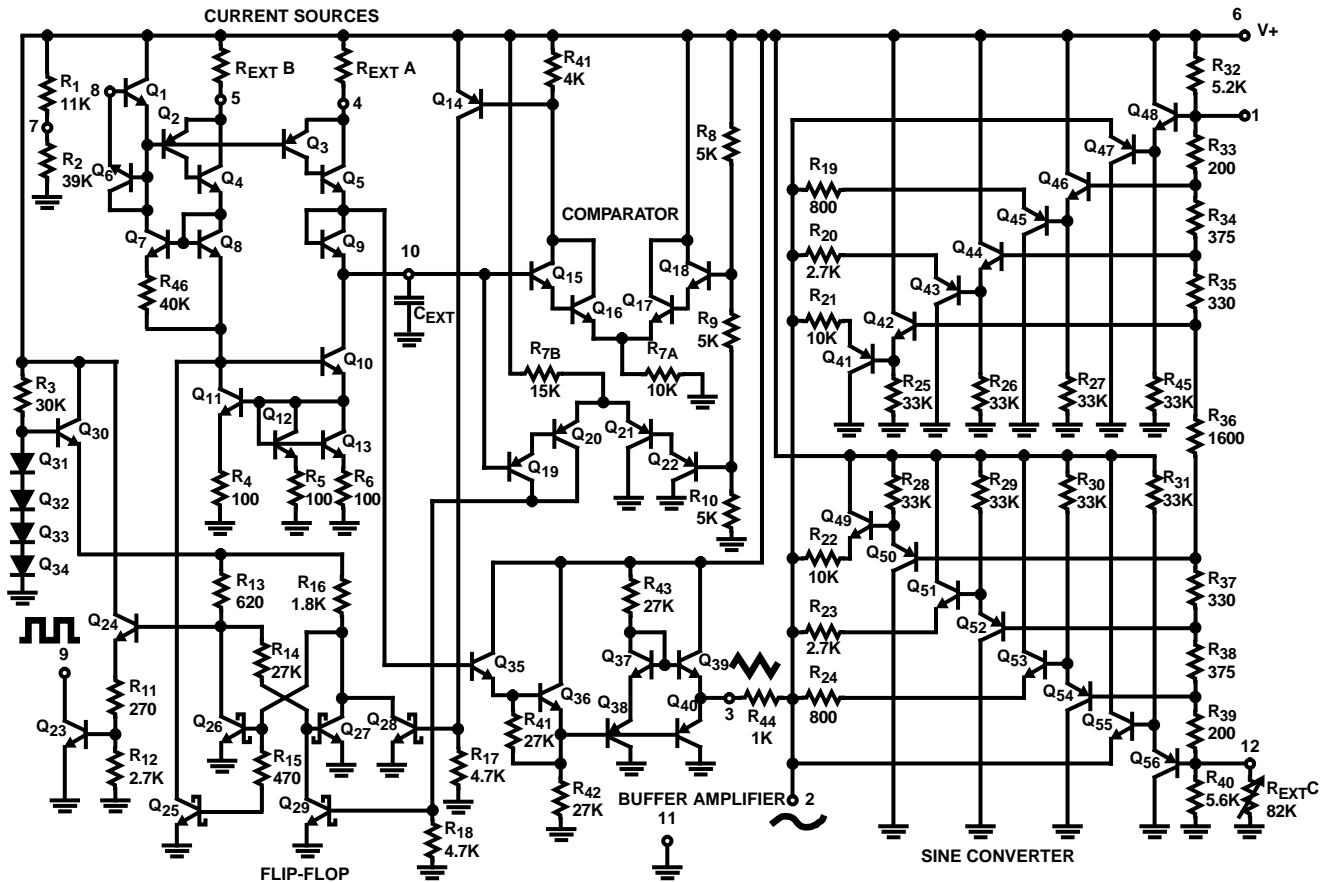 CURRENT SOURCES
6
V+
R1
11K
8
Q1
REXT B
5
REXT A
4
R41
4K
R32
5.2K
7
Q2
Q14
Q48
1
R2
39K
Q6
Q3
R8
5K
Q47
R33
200
Q4
Q5
R19
800
Q46
R34
375
Q7
Q8
Q9
COMPARATOR
Q45
R20
2.7K
Q44
R46
40K
10
Q15
Q18
Q43
R35
330
CEXT
Q16
Q17
R9
5K
R21
10K
Q42
R7B
15K
R7A
10K
Q41
R3
30K
Q11
Q10
R25
33K
R26
33K
R27
33K
R45
33K
Q30
Q12
Q13
Q20
Q21
R36
1600
Q31
Q19
Q22
Q32
R4
100
R5
100
R6
100
R10
5K
R28
33K
R29
33K
R30
33K
R31
33K
Q33
Q49
Q34
R22
10K
Q50
R13
620
R16
1.8K
R43
27K
Q51
R37
330
Q24
R23
2.7K
Q52
9
R14
27K
Q35
Q37
Q39
Q53
R38
375
R11
270
Q36
R24
800
Q54
Q23
Q26
Q27
Q28
R41
27K
Q38
Q40
3
R44
1K
Q55
R39
200
R12
2.7K
R15
470
R17
4.7K
Q56
12
Q25
Q29
R42
27K
BUFFER AMPLIFIER
2
R40
5.6K
REXTC
82K
R18
4.7K
11
FLIP-FLOP
SINE CONVERTER